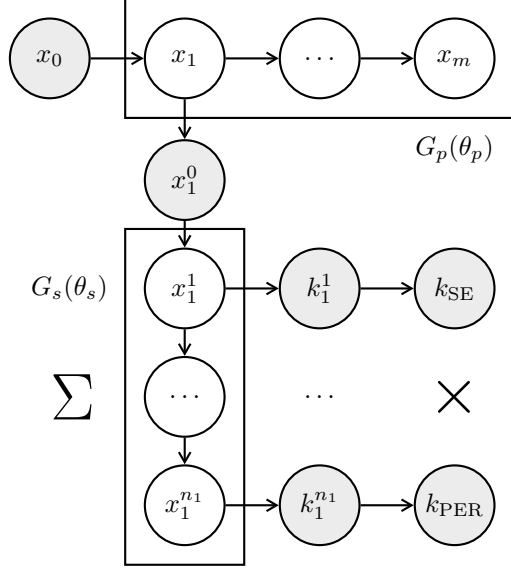 x_0 x_1 ⋯ x_m
G_p(θ_p)
x_1^0
G_s(θ_s) x_1^1 k_1^1 k_SE
∑ ⋯ ⋯ ×
x_1^{n_1} k_1^{n_1} k_PER